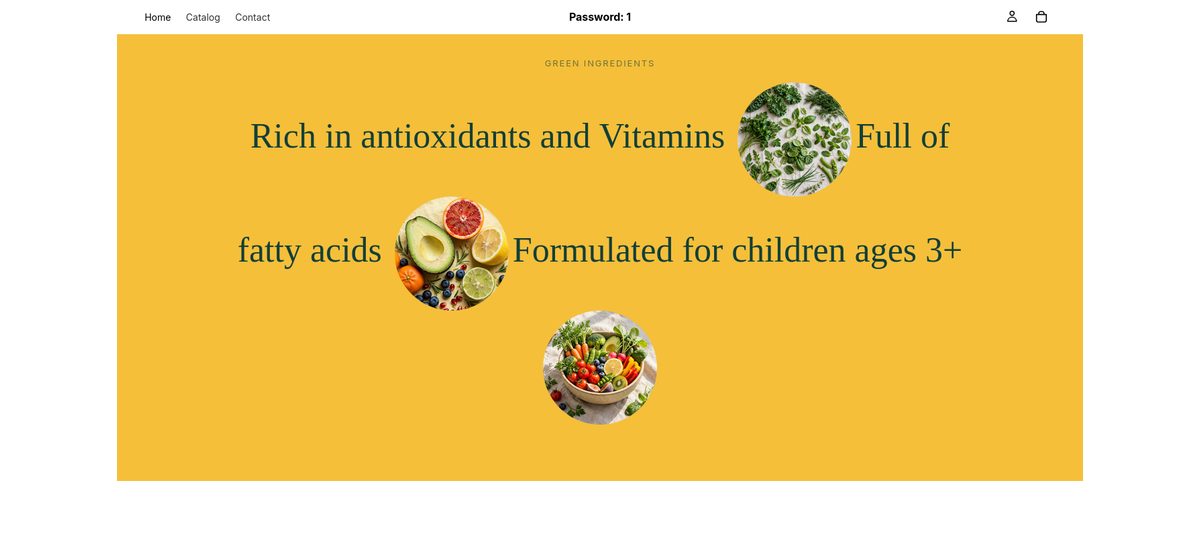 Home Catalog Contact Password: 1
GREEN INGREDIENTS
Rich in antioxidants and Vitamins Full of
fatty acids Formulated for children ages 3+